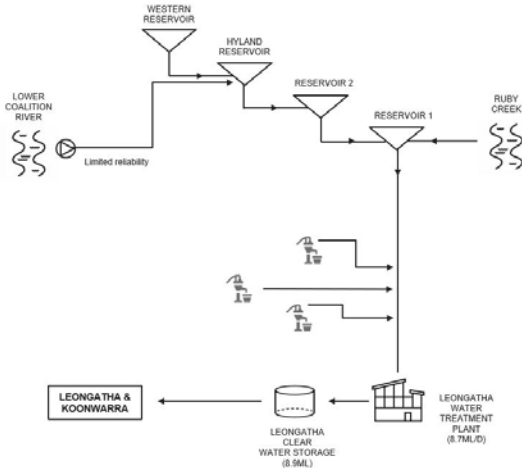 WESTERN
RESERVOIR
HYLAND
RESERVOIR
RESERVOIR 2
RESERVOIR 1
LOWER
COALITION
RIVER
RUBY
CREEK
Limited reliability
LEONGATHA &
KOONWARRA
LEONGATHA
CLEAR
WATER STORAGE
(8.9ML)
LEONGATHA
WATER
TREATMENT
PLANT
(8.7ML/D)